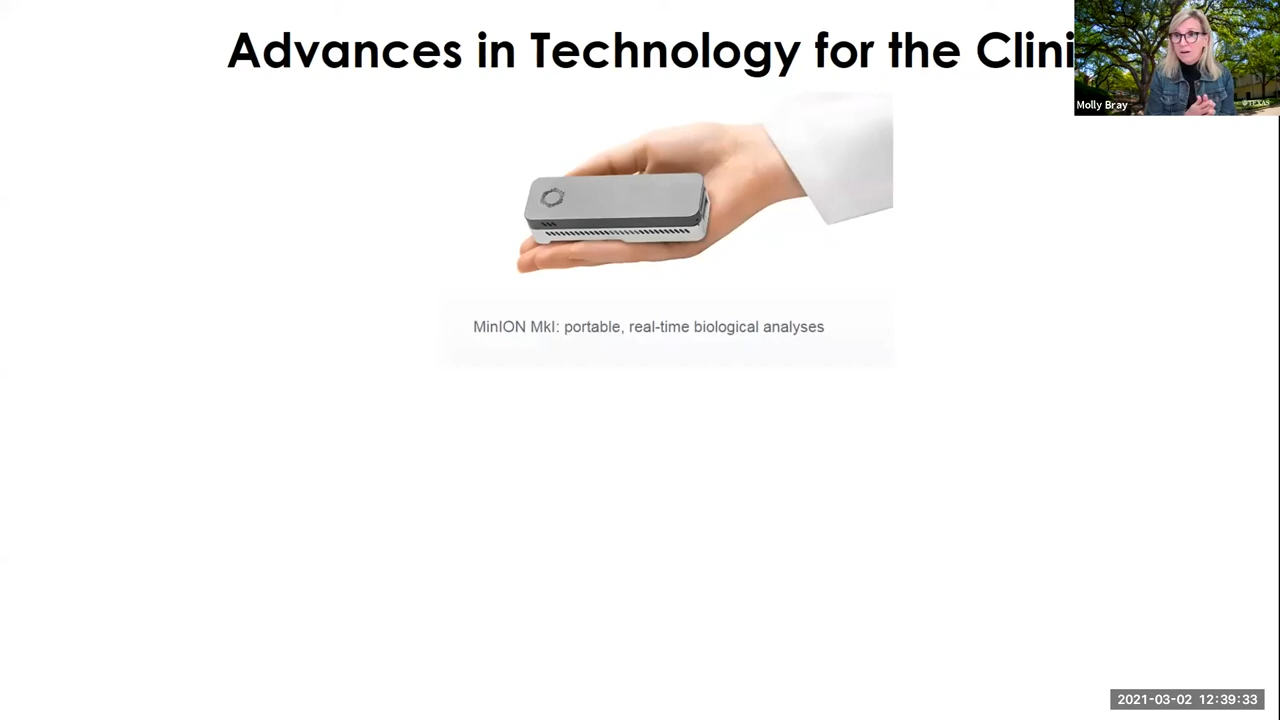 Advances in Technology for the Clini
Molly Bray
TEXAS
MinION MkI: portable, real-time biological analyses
2021-03-02 12:39:33